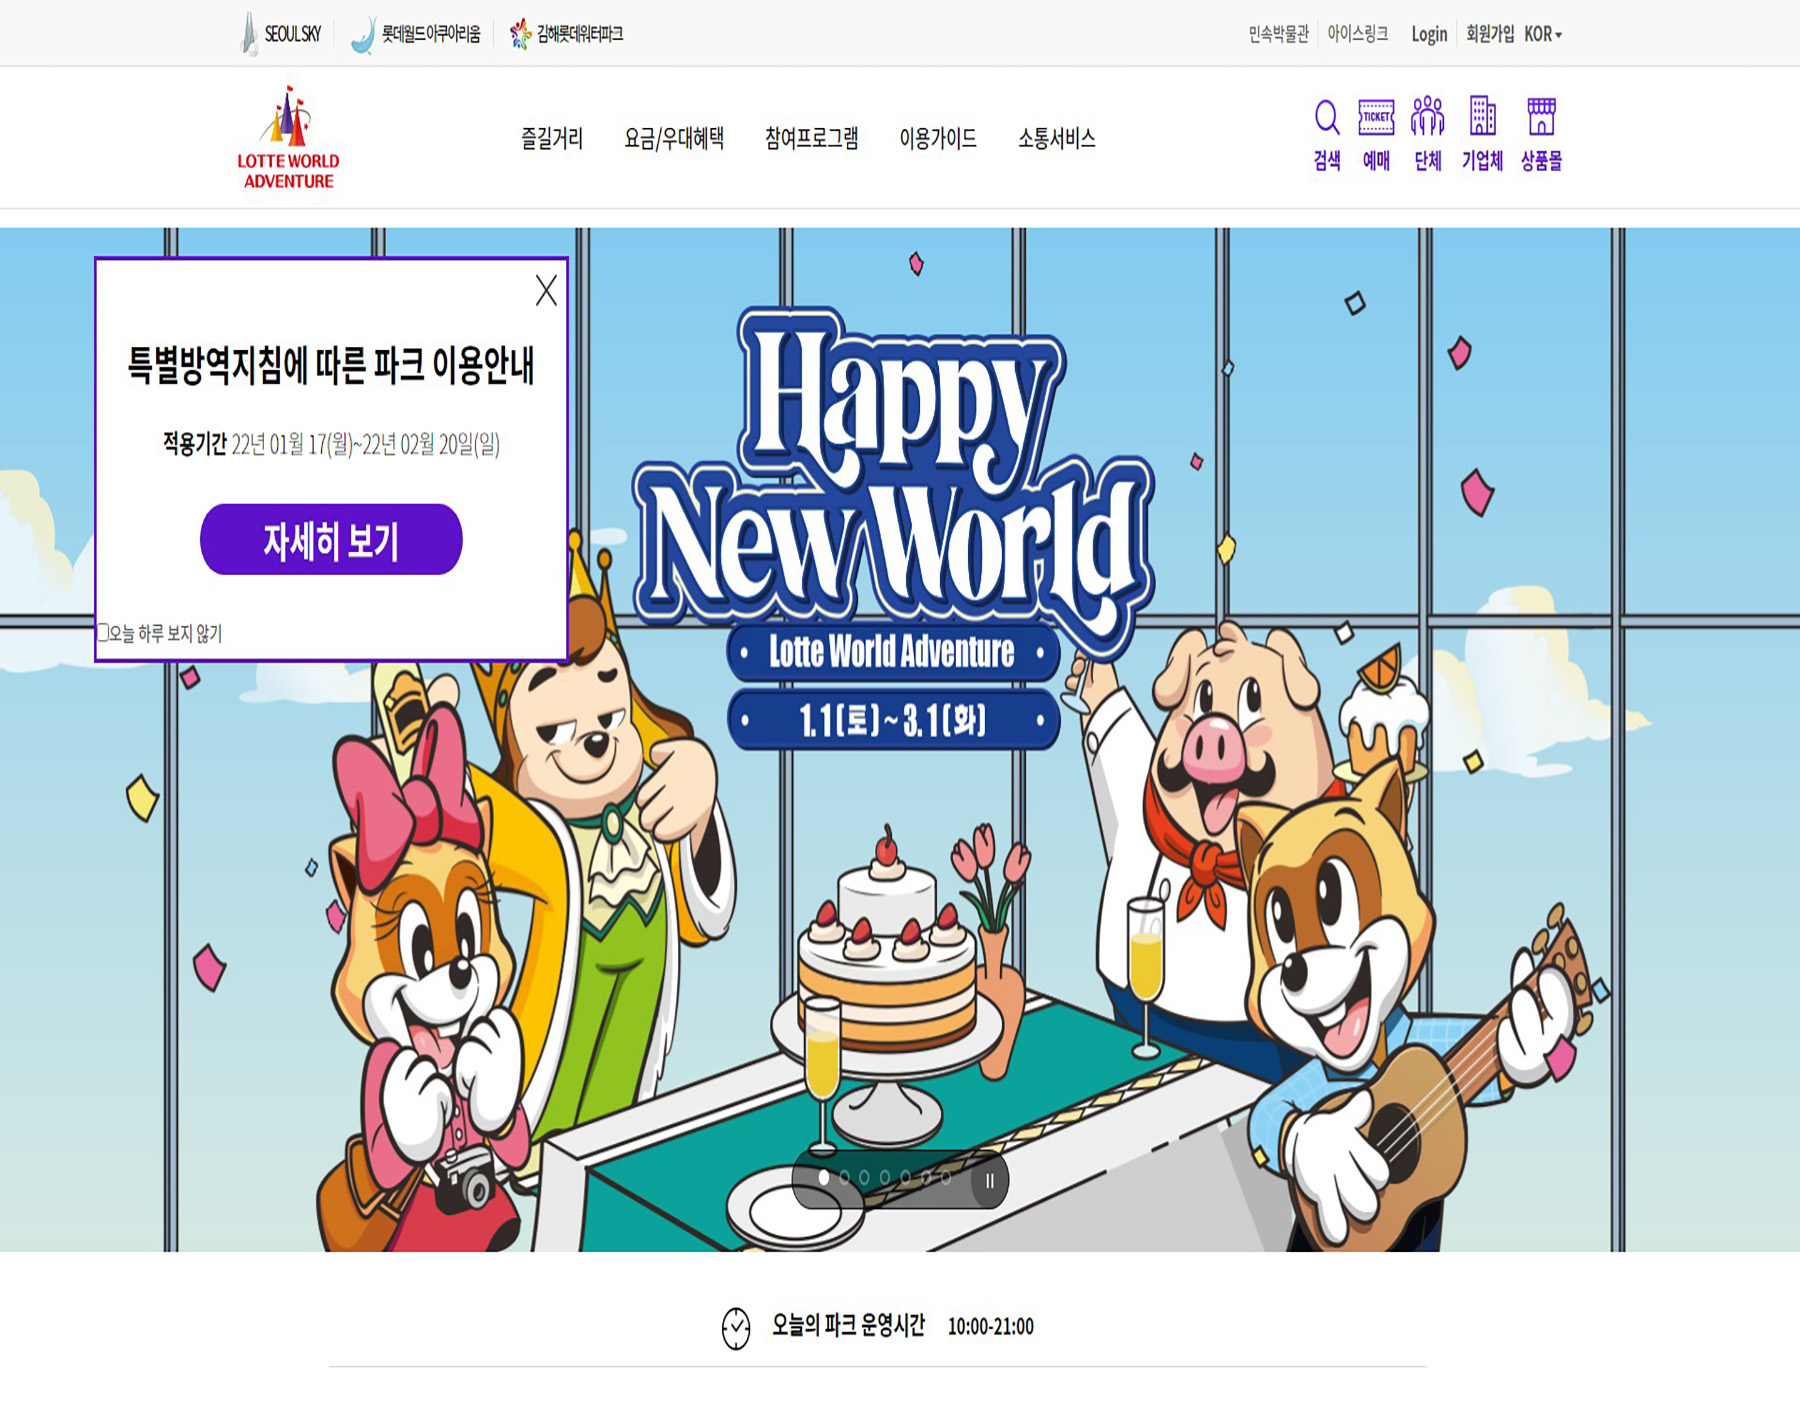 SEOUL SKY 롯데월드 아쿠아리움 김해롯데워터파크 민속박물관 아이스링크 Login 회원가입 KOR
LOTTE WORLD
ADVENTURE
즐길거리 요금/우대혜택 참여프로그램 이용가이드 소통서비스
TICKET
검색 예매 단체 기업체 상품몰
특별방역지침에 따른 파크 이용안내
적용기간 22년 01월 17(월)~22년 02월 20일(일)
자세히 보기
오늘 하루 보지 않기
Happy
New World
Lotte World Adventure
1.1(토)~3.1(화)
오늘의 파크 운영시간 10:00-21:00